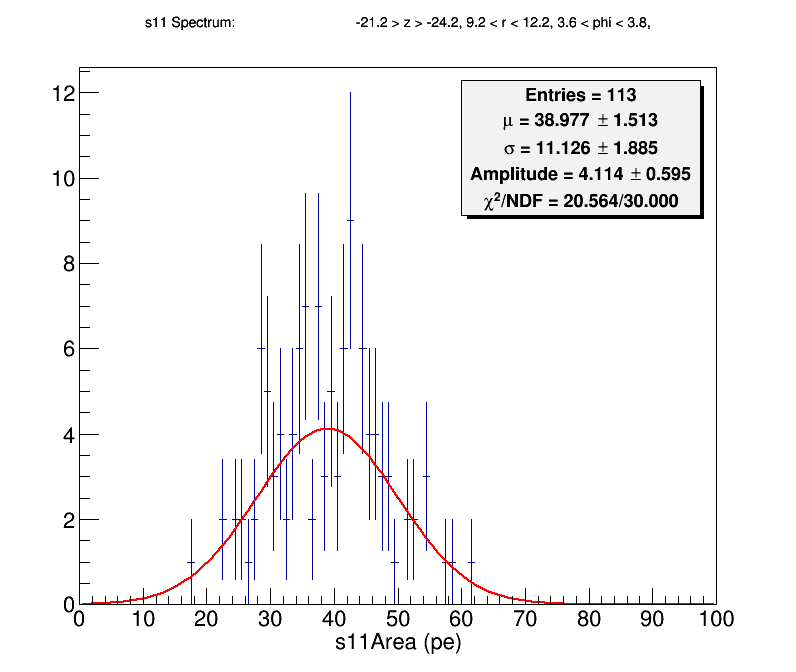 s11 Spectrum: -21.2 > z > -24.2, 9.2 < r < 12.2, 3.6 < phi < 3.8,
Entries = 113
μ = 38.977 ± 1.513
σ = 11.126 ± 1.885
Amplitude = 4.114 ± 0.595
χ²/NDF = 20.564/30.000
12
10
8
6
4
2
0
0 10 20 30 40 50 60 70 80 90 100
s11Area (pe)